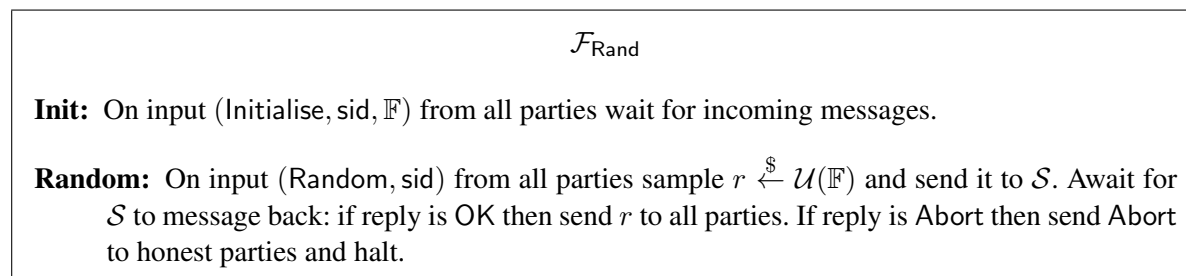 𝓕_Rand
Init: On input (Initialise, sid, 𝔽) from all parties wait for incoming messages.
Random: On input (Random, sid) from all parties sample r ←$ 𝒰(𝔽) and send it to 𝒮. Await for
𝒮 to message back: if reply is OK then send r to all parties. If reply is Abort then send Abort
to honest parties and halt.